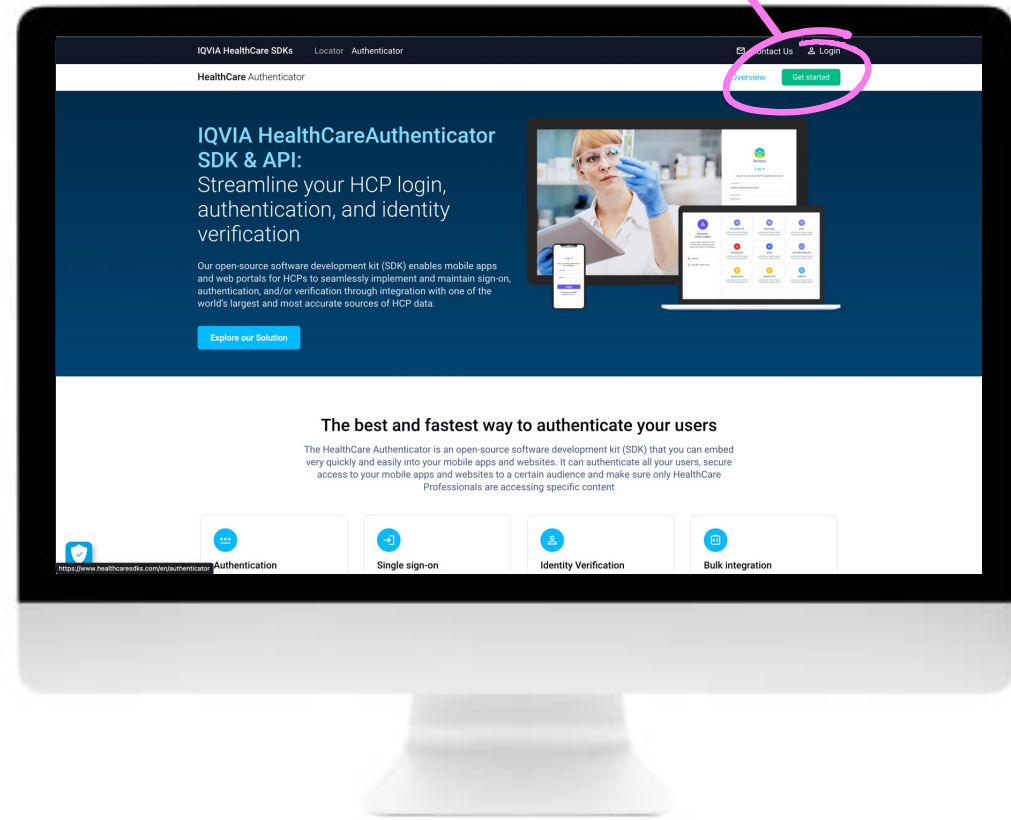 IQVIA HealthCare SDKs Locator Authenticator Contact Us Login
HealthCare Authenticator Overview Get started
IQVIA HealthCareAuthenticator
SDK & API:
Streamline your HCP login,
authentication, and identity
verification
Our open-source software development kit (SDK) enables mobile apps
and web portals for HCPs to seamlessly implement and maintain sign-on,
authentication, and/or verification through integration with one of the
world's largest and most accurate sources of HCP data.
Explore our Solution
Log in
The best and fastest way to authenticate your users
The HealthCare Authenticator is an open-source software development kit (SDK) that you can embed
very quickly and easily into your mobile apps and websites. It can authenticate all your users, secure
access to your mobile apps and websites to a certain audience and make sure only HealthCare
Professionals are accessing specific content
Authentication Single sign-on Identity Verification Bulk integration
https://www.healthcaresdks.com/en/authenticator